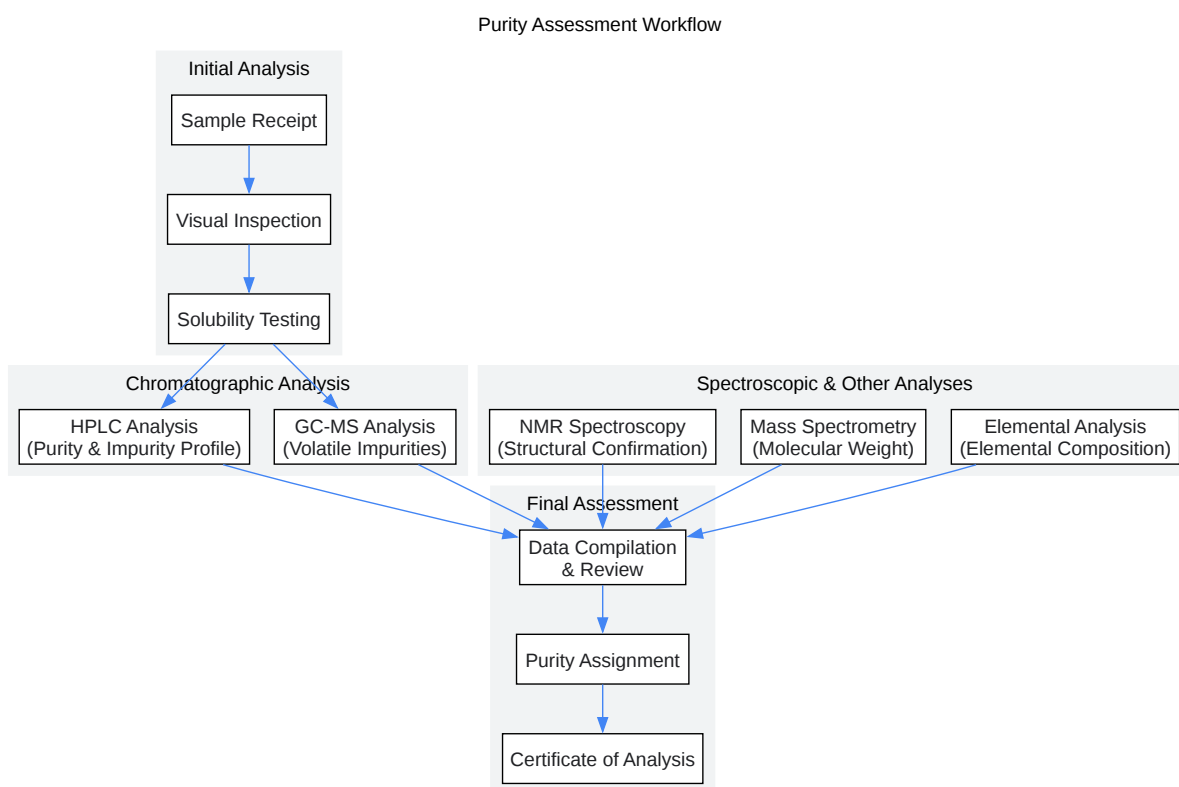 Purity Assessment Workflow
Initial Analysis
Sample Receipt
Visual Inspection
Solubility Testing
Chromatographic Analysis
HPLC Analysis
(Purity & Impurity Profile)
GC-MS Analysis
(Volatile Impurities)
Spectroscopic & Other Analyses
NMR Spectroscopy
(Structural Confirmation)
Mass Spectrometry
(Molecular Weight)
Elemental Analysis
(Elemental Composition)
Final Assessment
Data Compilation
& Review
Purity Assignment
Certificate of Analysis